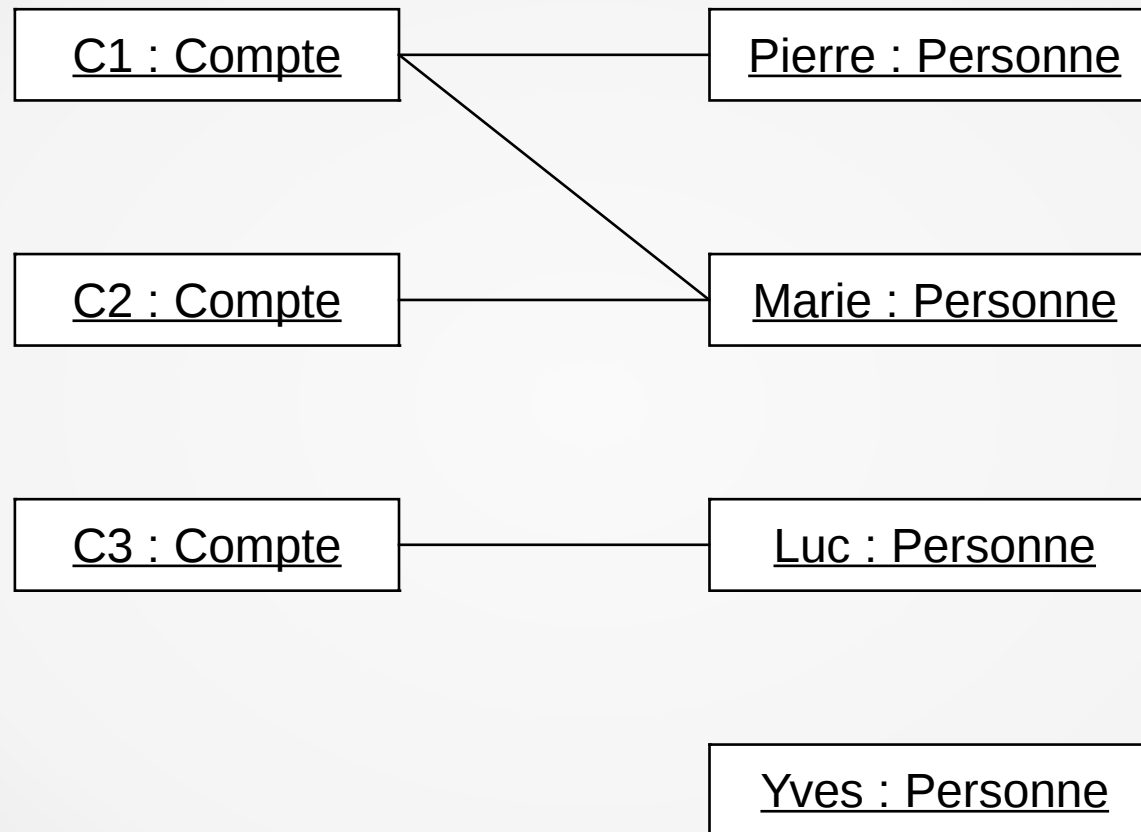 C1 : Compte
Pierre : Personne
C2 : Compte
Marie : Personne
C3 : Compte
Luc : Personne
Yves : Personne